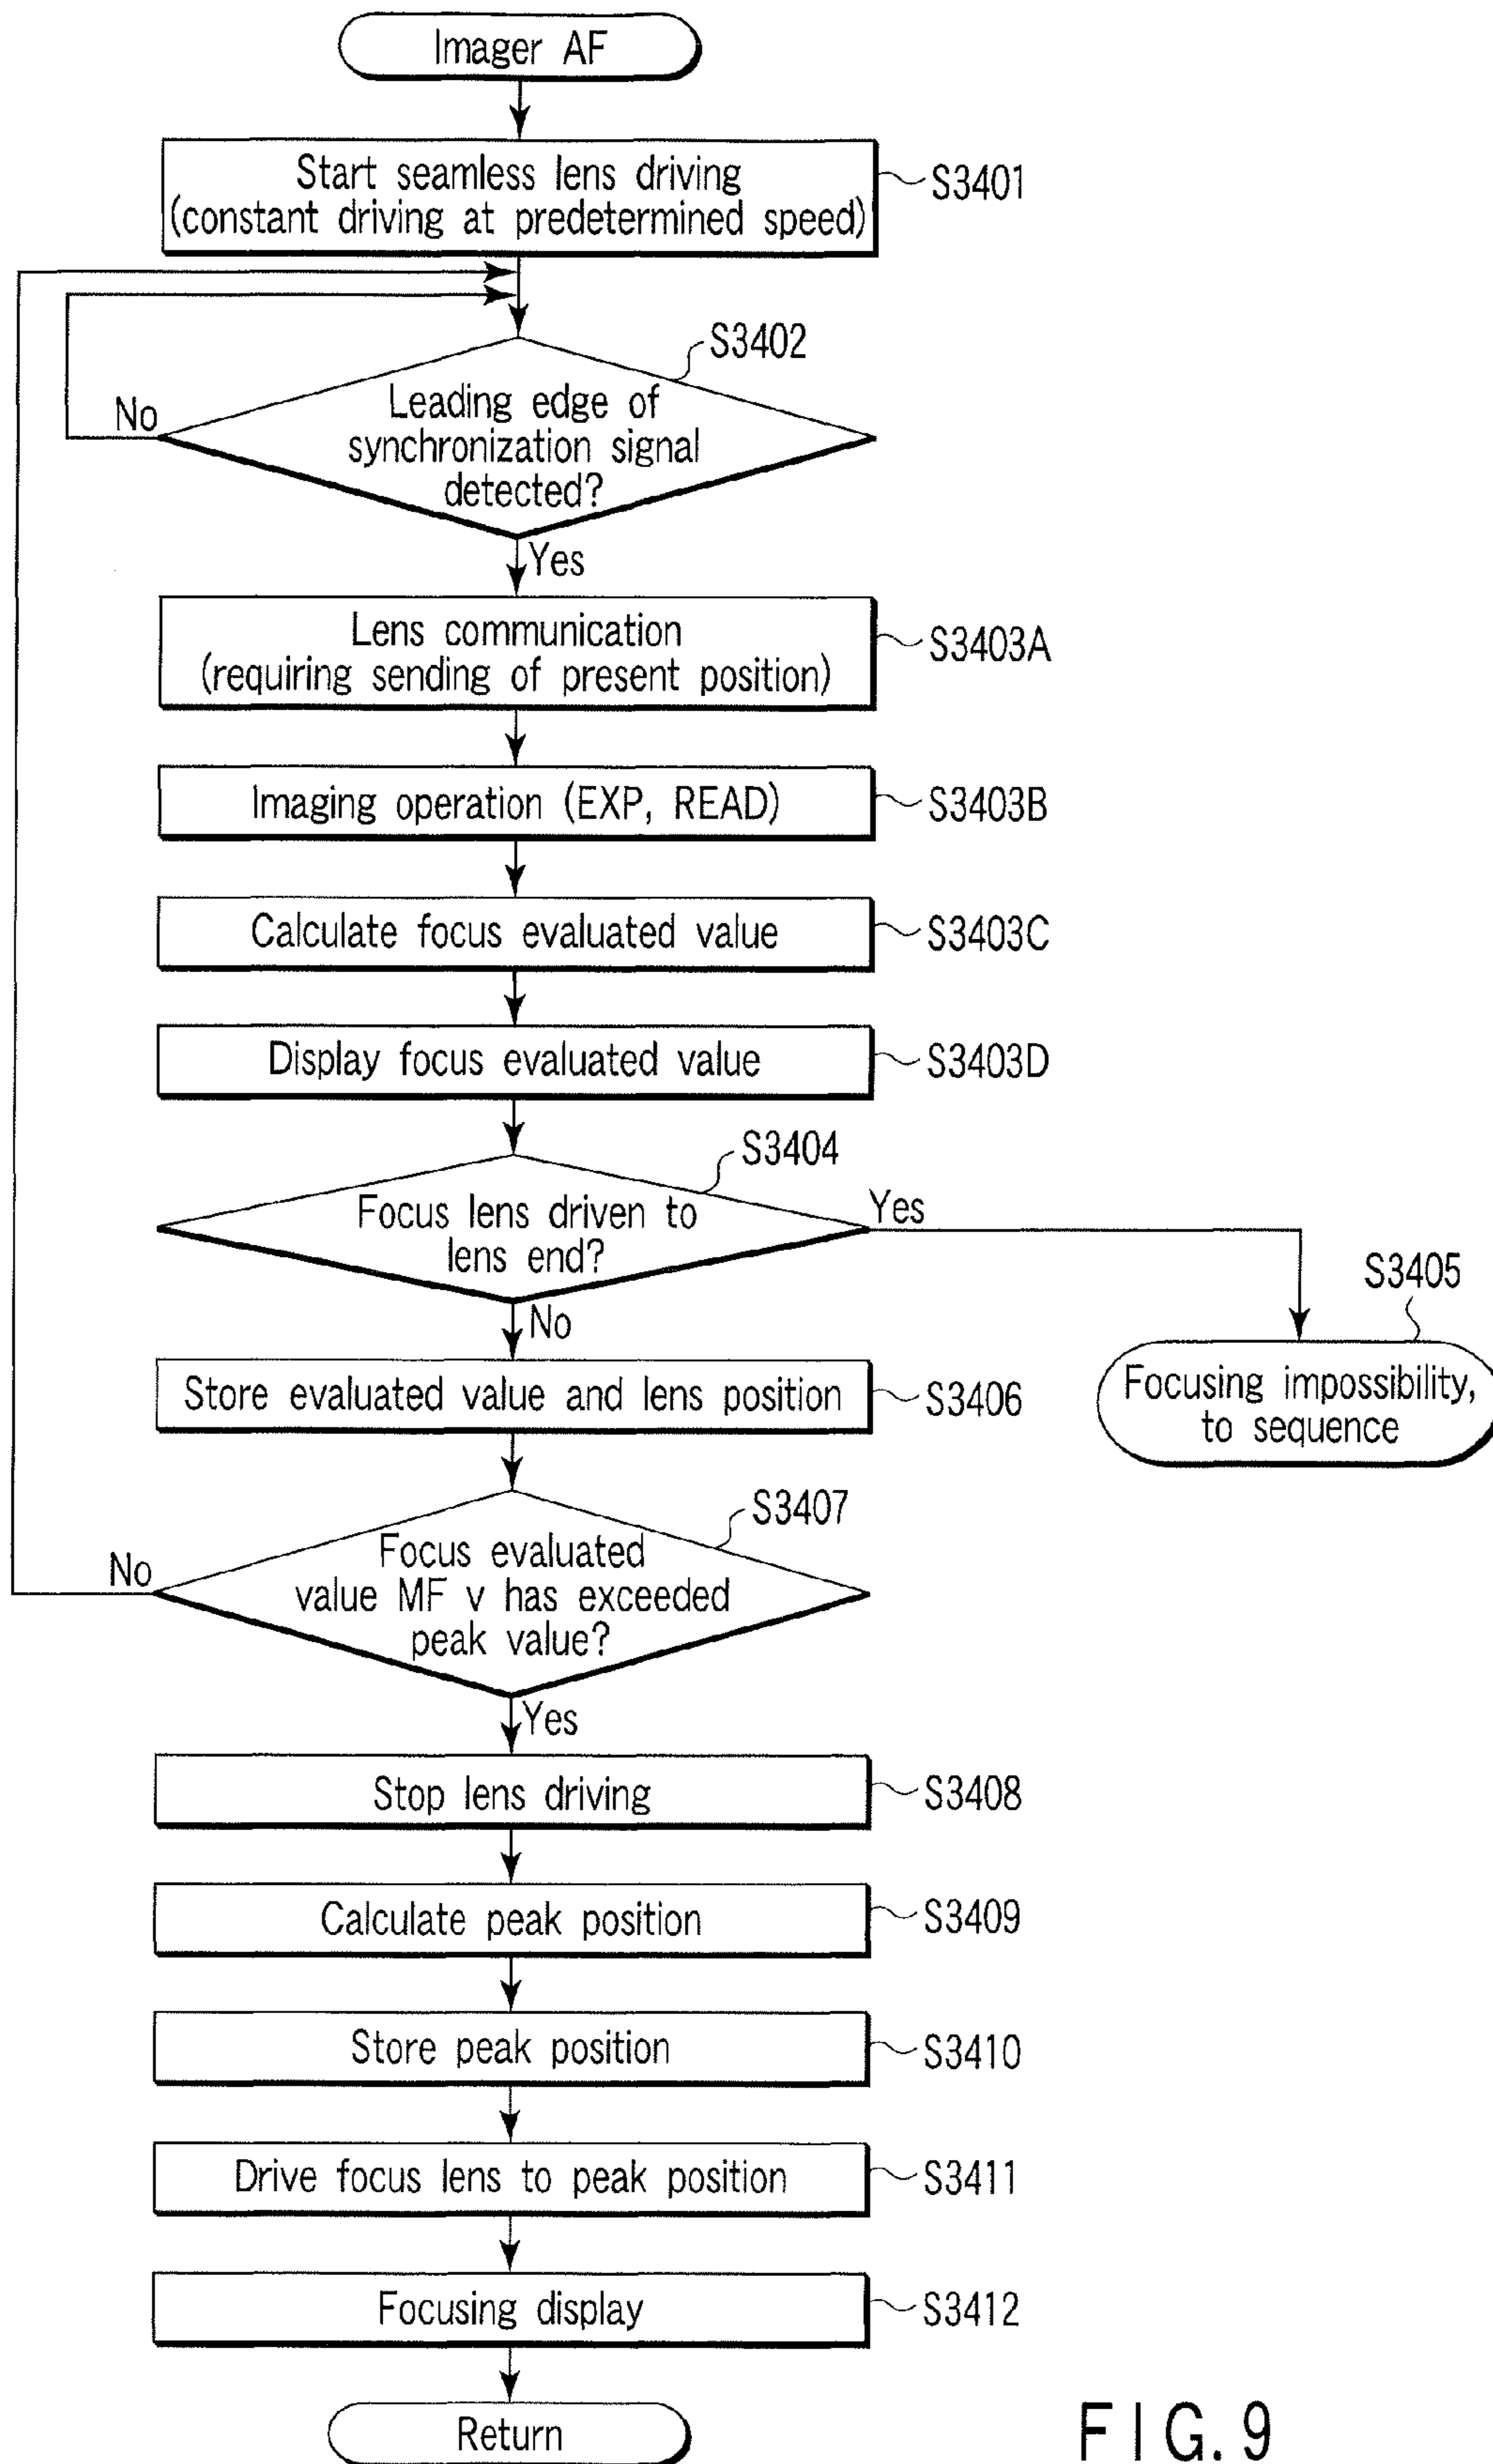 Imager AF
Start seamless lens driving
(constant driving at predetermined speed)
S3401
S3402
Leading edge of
synchronization signal
detected?
No
Yes
Lens communication
(requiring sending of present position)
S3403A
Imaging operation (EXP, READ)
S3403B
Calculate focus evaluated value
S3403C
Display focus evaluated value
S3403D
S3404
Focus lens driven to
lens end?
Yes
No
S3405
Focusing impossibility,
to sequence
Store evaluated value and lens position
S3406
S3407
Focus evaluated
value MF v has exceeded
peak value?
No
Yes
Stop lens driving
S3408
Calculate peak position
S3409
Store peak position
S3410
Drive focus lens to peak position
S3411
Focusing display
S3412
Return
FIG. 9